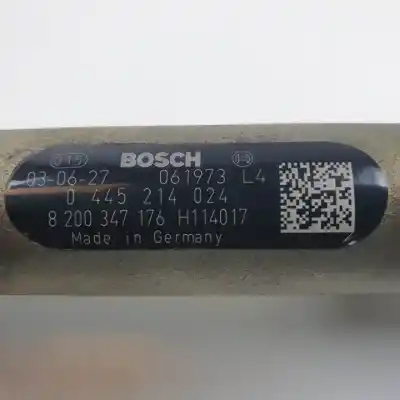 BOSCH
03-06-27 061973 L4
0 445 214 024
8 200 347 176 H114017
Made in Germany